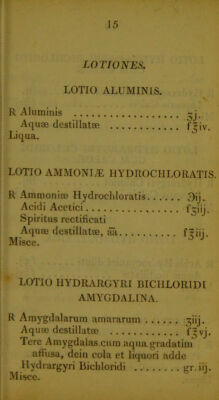 15
LOTIONES.
LOTIO ALUMINIS.
R Aluminis .................. ʒj.
Aquæ destillatæ ............ f℥iv.
Liqua.
LOTIO AMMONIÆ HYDROCHLORATIS.
R Ammoniæ Hydrochloratis...... ℈ij.
Acidi Acetici ............... fʒiij.
Spiritus rectificati
Aquæ destillatæ, āā.......... f℥iij.
Misce.
LOTIO HYDRARGYRI BICHLORIDI
AMYGDALINA.
R Amygdalarum amararum ...... ʒiij.
Aquæ destillatæ ............ f℥vj.
Tere Amygdalas cum aqua gradatim
affusa, dein cola et liquori adde
Hydrargyri Bichloridi ........ gr iij.
Misce.